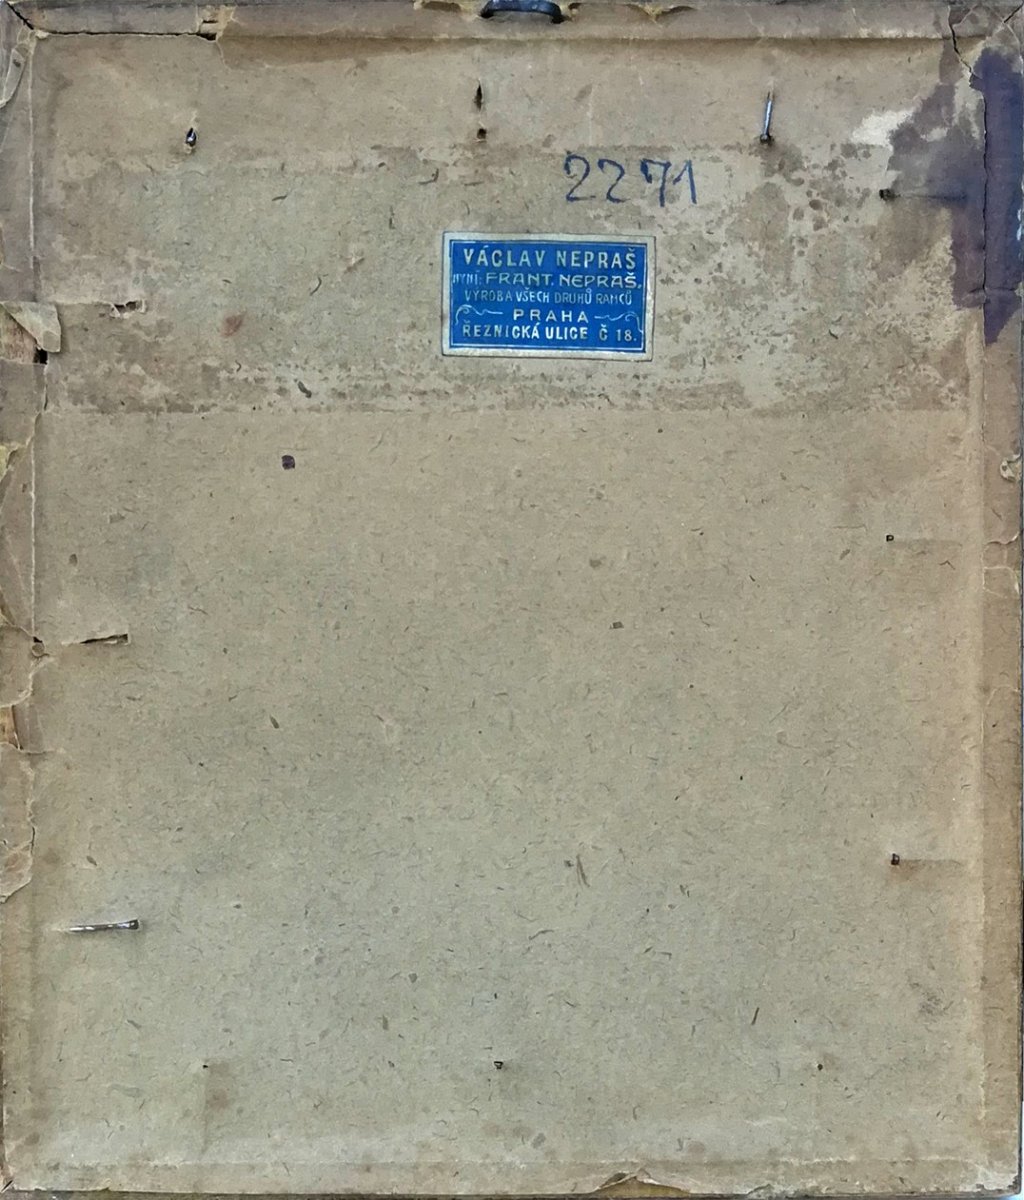 2271
VÁCLAV NEPRAŠ
NYNÍ: FRANT. NEPRAŠ,
VÝROBA VŠECH DRUHŮ RÁMCŮ
PRAHA
ŘEZNICKÁ ULICE Č 18.